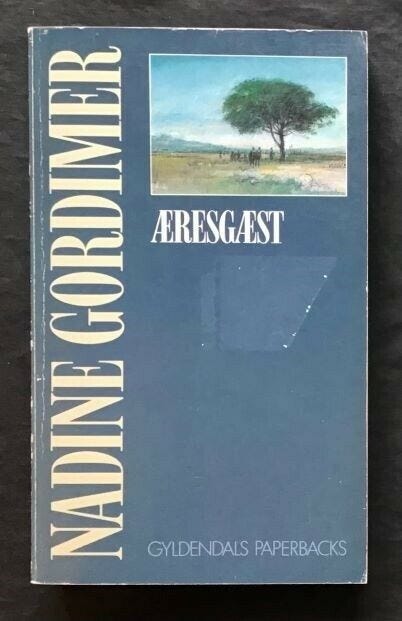 NADINE GORDIMER
ÆRESGÆST
GYLDENDALS PAPERBACKS